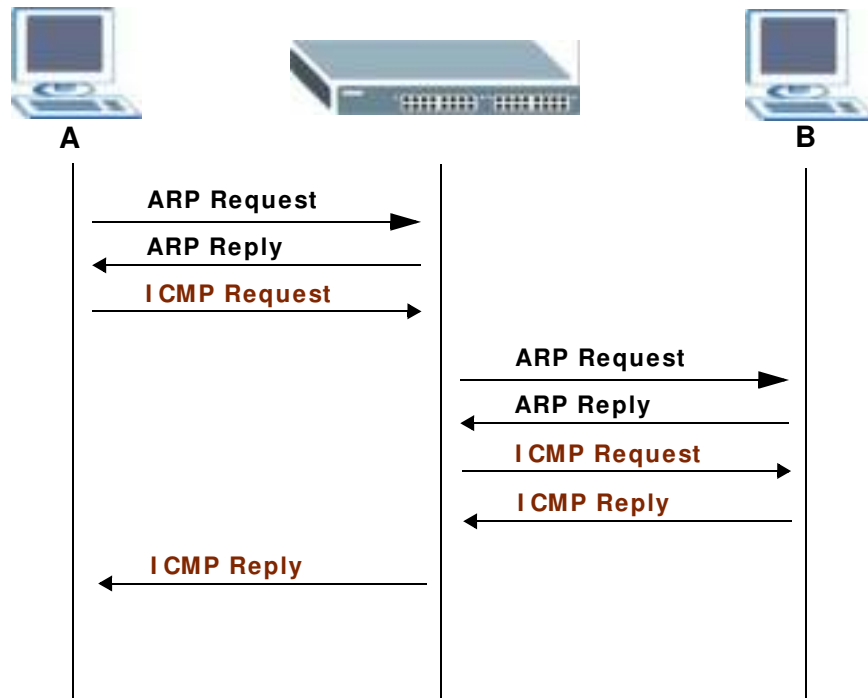 A
B
ARP Request
ARP Reply
ICMP Request
ARP Request
ARP Reply
ICMP Request
ICMP Reply
ICMP Reply